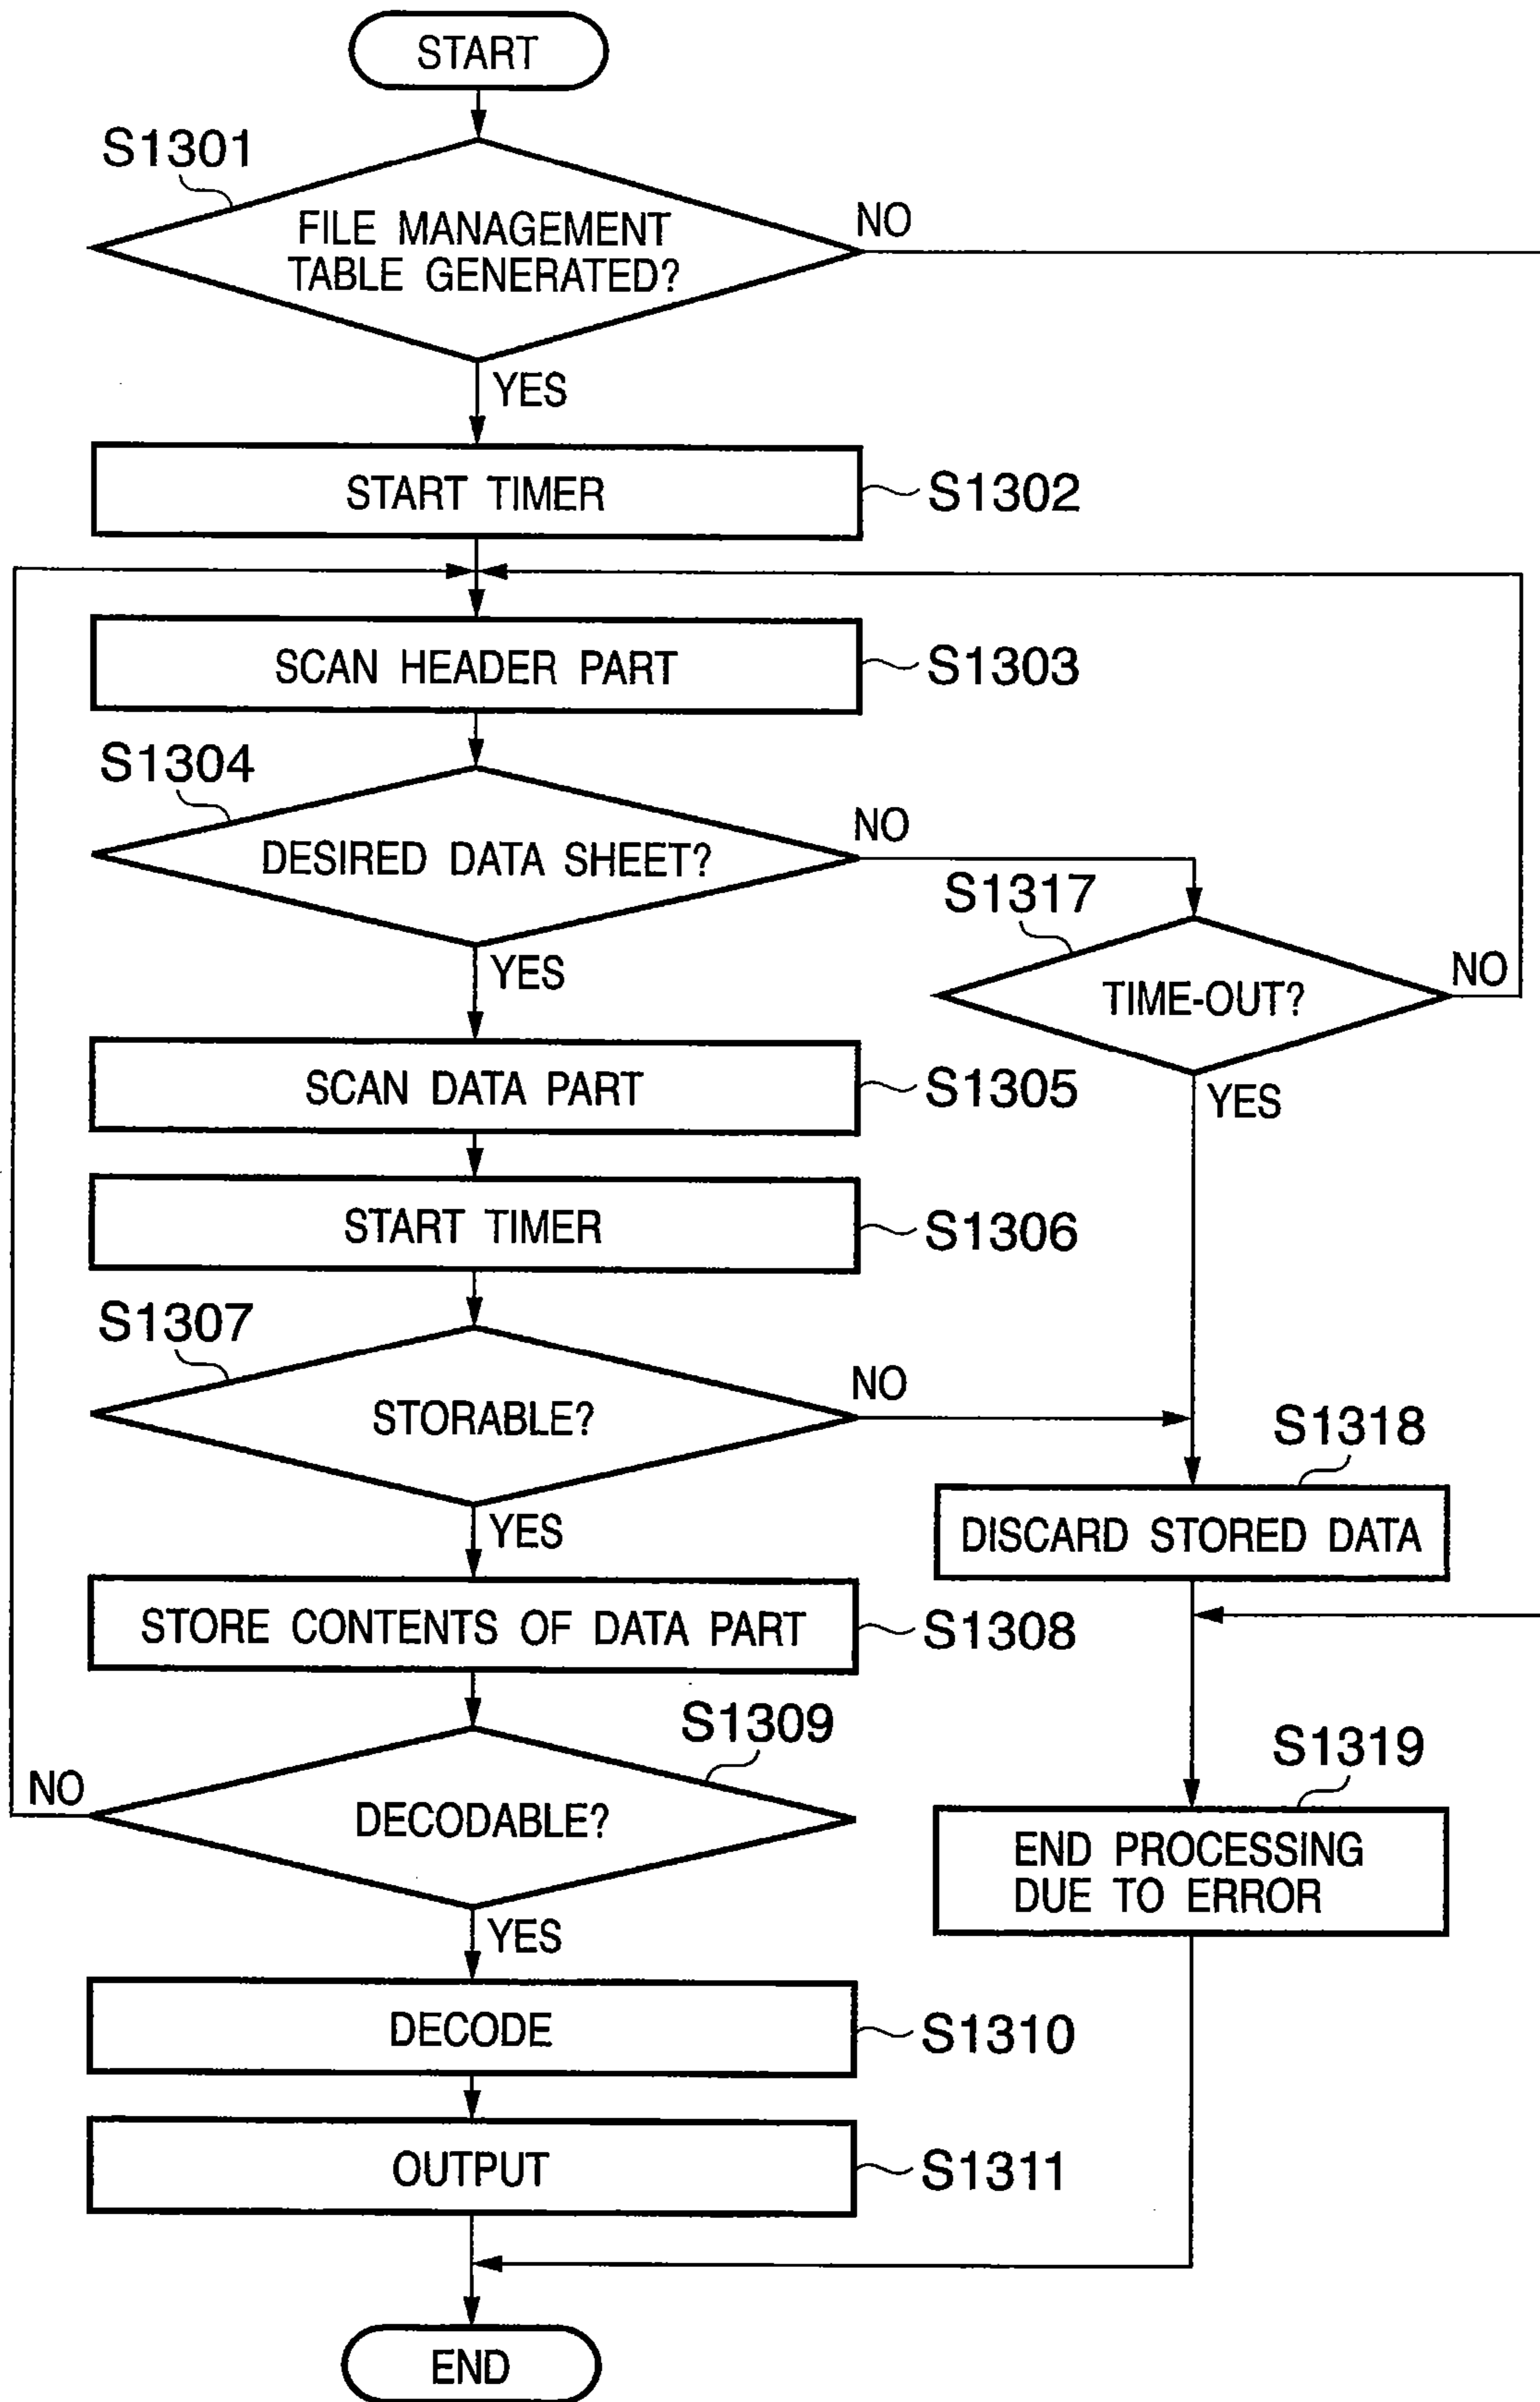 START
S1301
FILE MANAGEMENT
TABLE GENERATED?
NO
YES
START TIMER
S1302
SCAN HEADER PART
S1303
S1304
DESIRED DATA SHEET?
NO
S1317
YES
TIME-OUT?
NO
SCAN DATA PART
S1305
YES
START TIMER
S1306
S1307
STORABLE?
NO
S1318
YES
DISCARD STORED DATA
STORE CONTENTS OF DATA PART
S1308
S1309
S1319
NO
DECODABLE?
END PROCESSING
DUE TO ERROR
YES
DECODE
S1310
OUTPUT
S1311
END